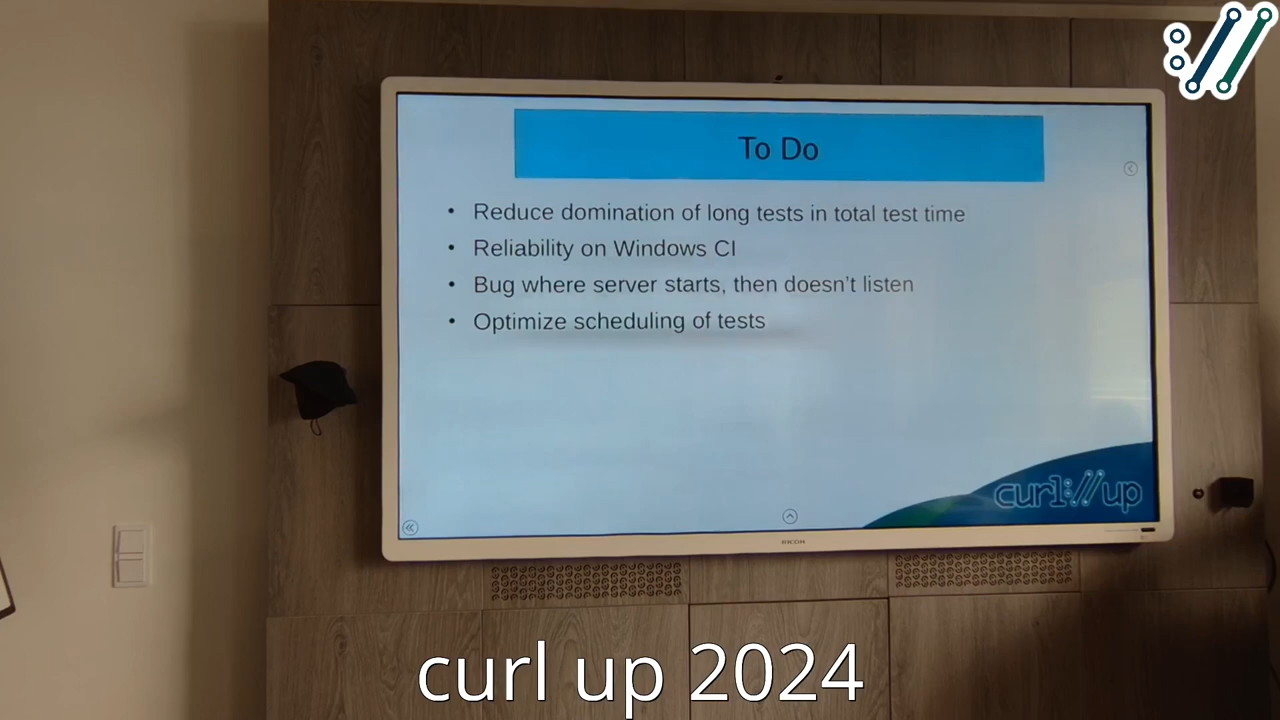 To Do
• Reduce domination of long tests in total test time
• Reliability on Windows CI
• Bug where server starts, then doesn't listen
• Optimize scheduling of tests
curl://up
RICOH
curl up 2024